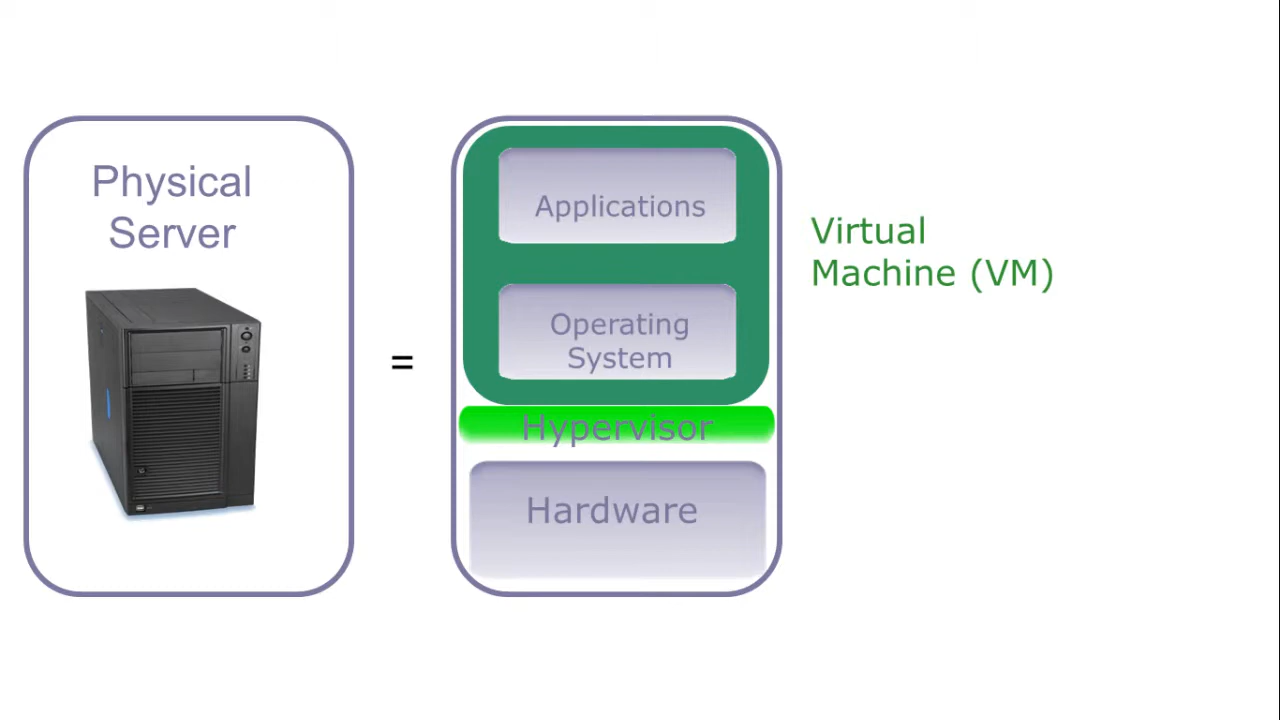 Physical
Server
=
Applications
Operating
System
Hypervisor
Hardware
Virtual
Machine (VM)